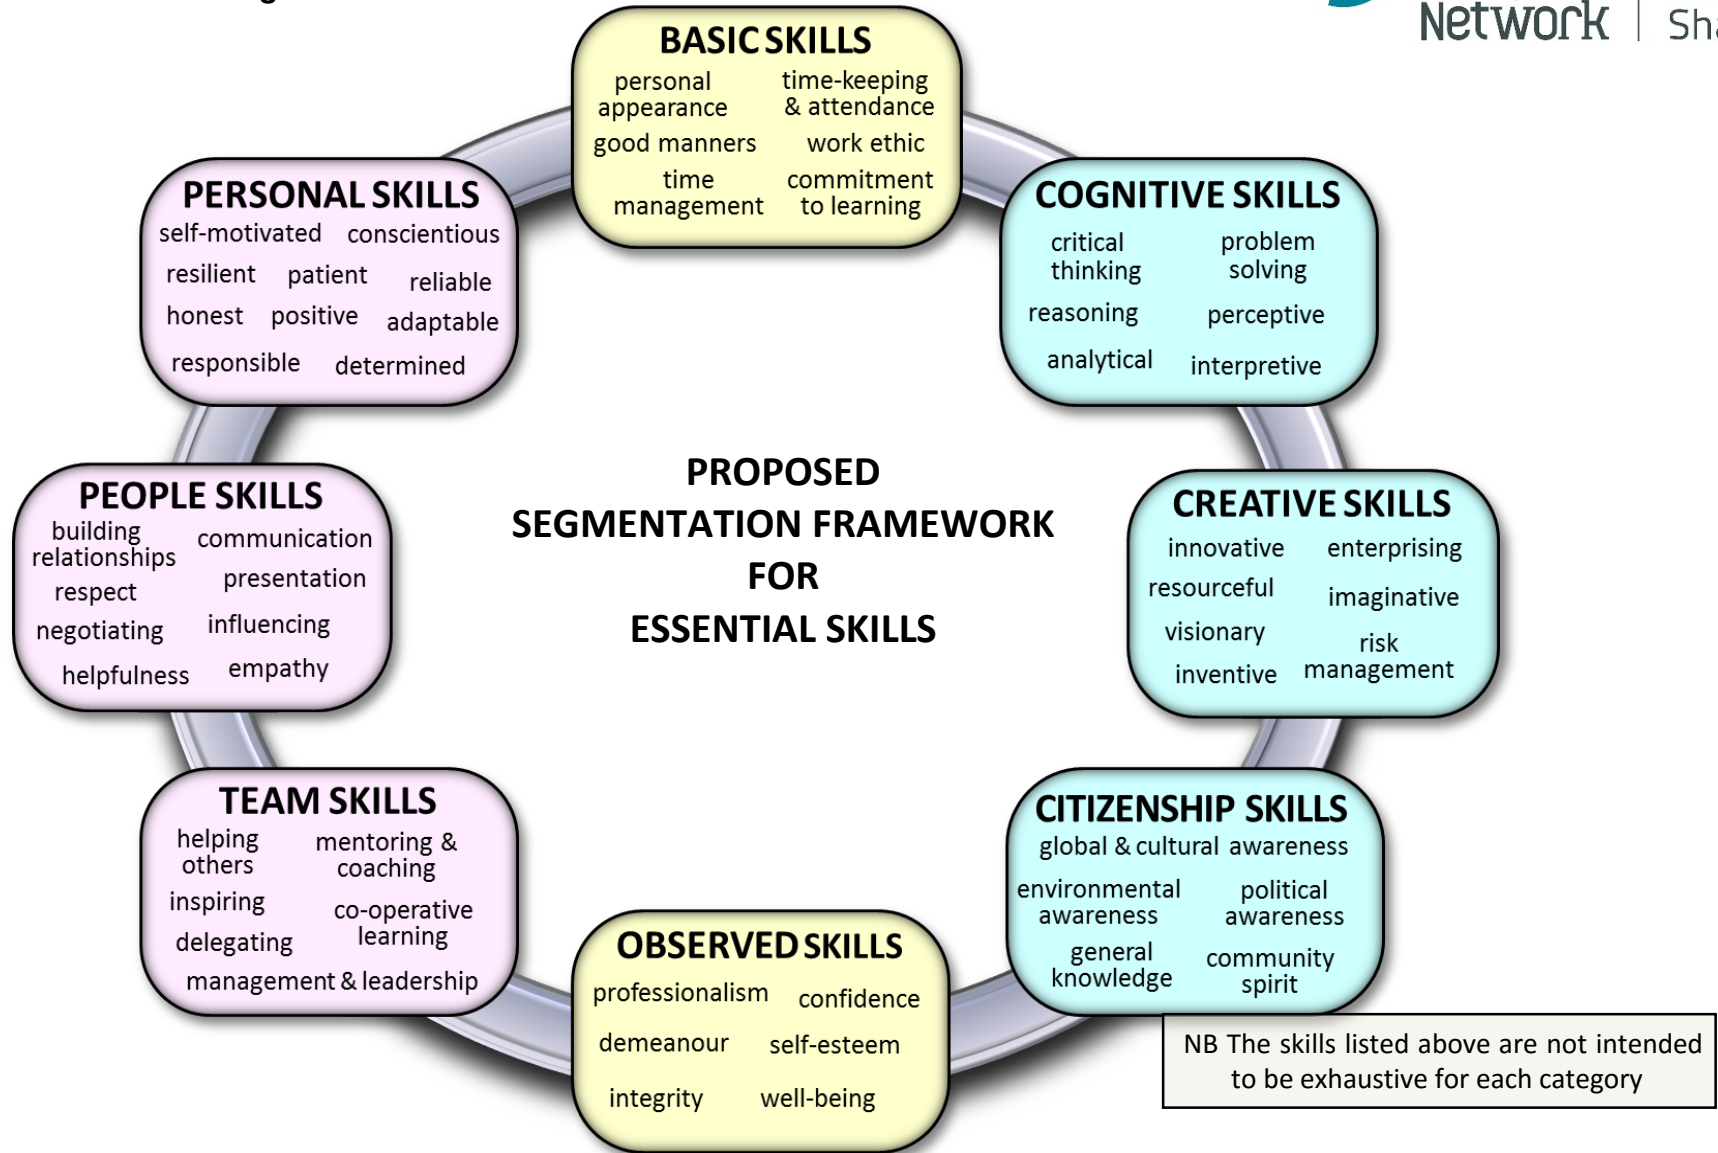 Network | Sha
BASIC SKILLS
personal appearance
time-keeping & attendance
good manners
work ethic
time management
commitment to learning
PERSONAL SKILLS
self-motivated conscientious
resilient patient reliable
honest positive adaptable
responsible determined
COGNITIVE SKILLS
critical thinking
problem solving
reasoning
perceptive
analytical
interpretive
PROPOSED
SEGMENTATION FRAMEWORK
FOR
ESSENTIAL SKILLS
PEOPLE SKILLS
building relationships
communication
respect
presentation
negotiating
influencing
helpfulness
empathy
CREATIVE SKILLS
innovative
enterprising
resourceful
imaginative
visionary
risk management
inventive
TEAM SKILLS
helping others
mentoring & coaching
inspiring
co-operative learning
delegating
management & leadership
CITIZENSHIP SKILLS
global & cultural awareness
environmental awareness
political awareness
general knowledge
community spirit
OBSERVED SKILLS
professionalism
confidence
demeanour
self-esteem
integrity
well-being
NB The skills listed above are not intended
to be exhaustive for each category